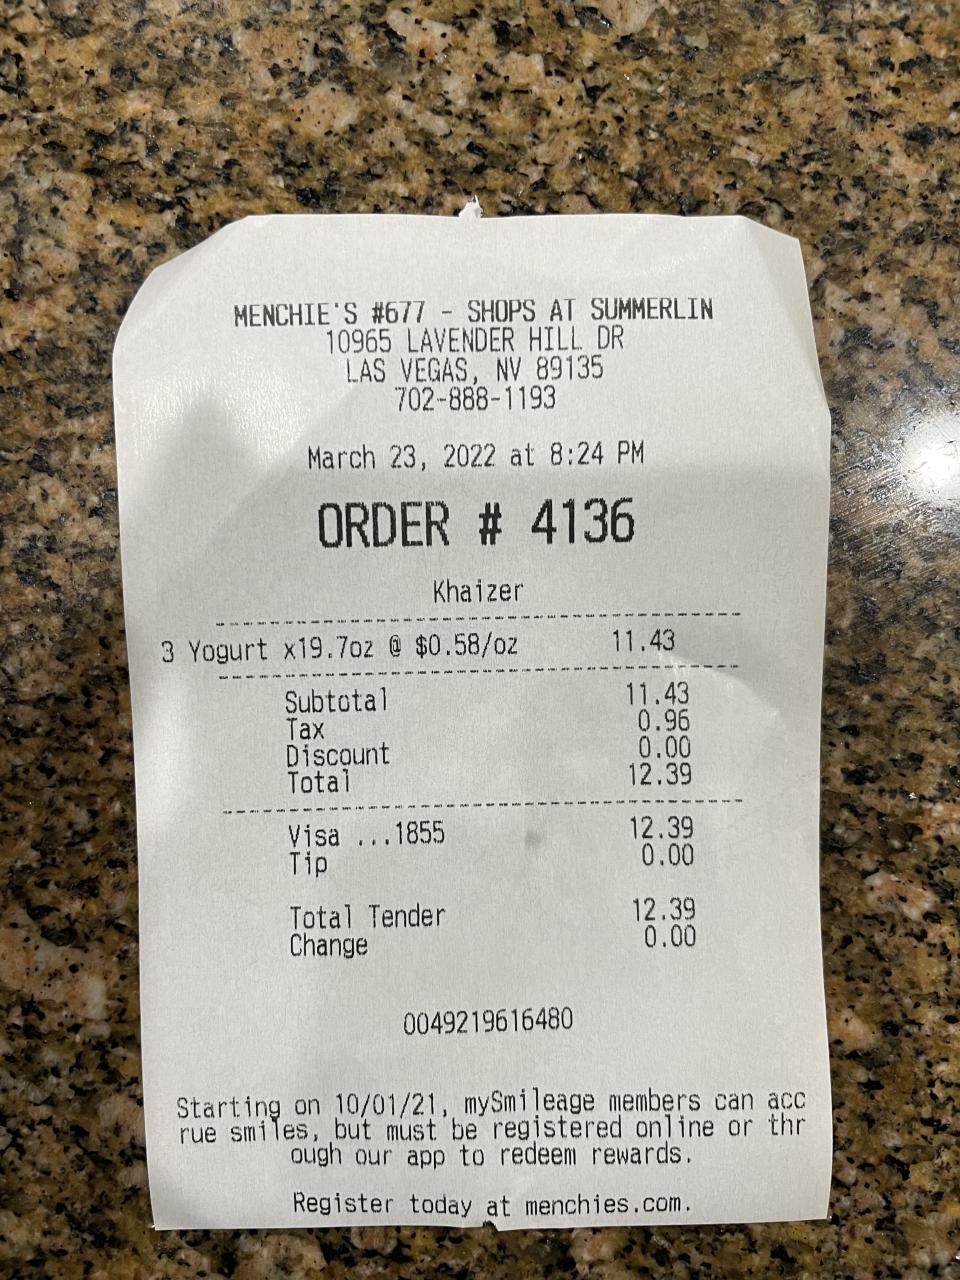 MENCHIE'S #677 - SHOPS AT SUMMERLIN
10965 LAVENDER HILL DR
LAS VEGAS, NV 89135
702-888-1193
March 23, 2022 at 8:24 PM
ORDER # 4136
Khaizer
3 Yogurt x19.7oz @ $0.58/oz 11.43
Subtotal 11.43
Tax 0.96
Discount 0.00
Total 12.39
Visa ...1855 12.39
Tip 0.00
Total Tender 12.39
Change 0.00
0049219616480
Starting on 10/01/21, mySmileage members can acc
rue smiles, but must be registered online or thr
ough our app to redeem rewards.
Register today at menchies.com.